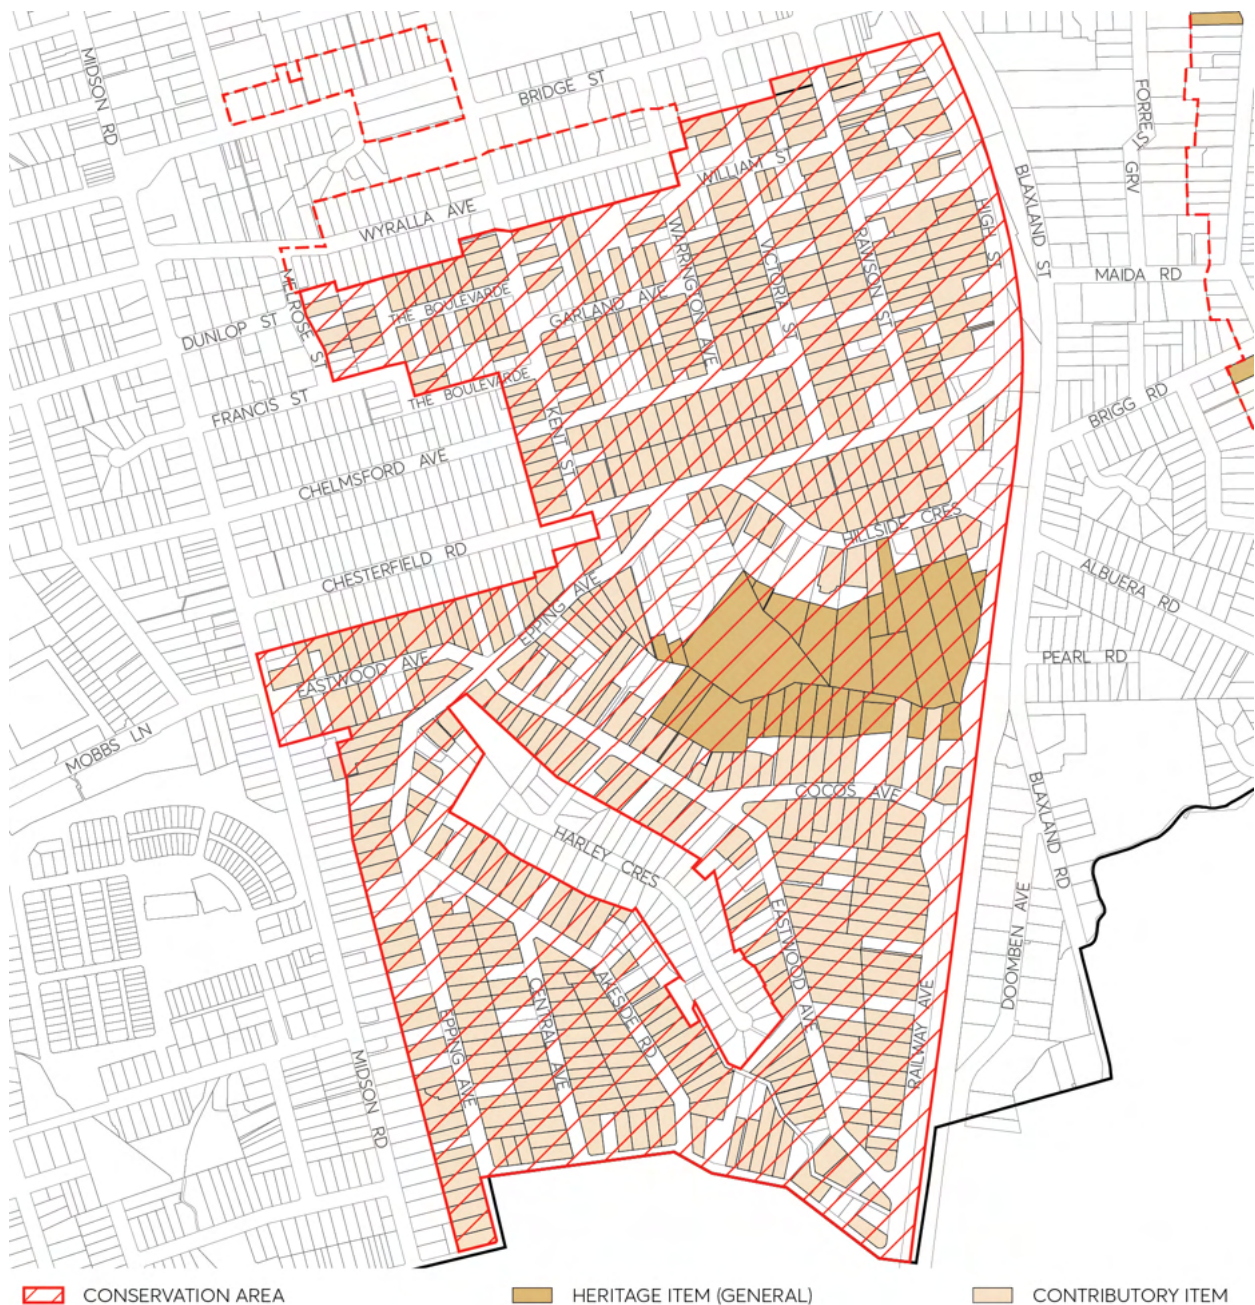 MIDSON RD
BRIDGE ST
FORREST GRV
WILLIAM ST
BLAXLAND ST
HIGH ST
WYRALLA AVE
WARRINGTON AVE
VICTORIA ST
RAWSON ST
MAIDA RD
MELROSE ST
THE BOULEVARDE
GARLAND AVE
DUNLOP ST
THE BOULEVARDE
FRANCIS ST
BRIGG RD
KENT ST
CHELMSFORD AVE
HILLSIDE CRES
CHESTERFIELD RD
ALBUERA RD
EPPING AVE
EASTWOOD AVE
PEARL RD
MOBBS LN
COCOS AVE
BLAXLAND RD
HARLEY CRES
DOOMBEN AVE
EASTWOOD AVE
AKESIDE RD
CENTRAL AVE
EPPING AVE
RAILWAY AVE
MIDSON RD
CONSERVATION AREA
HERITAGE ITEM (GENERAL)
CONTRIBUTORY ITEM